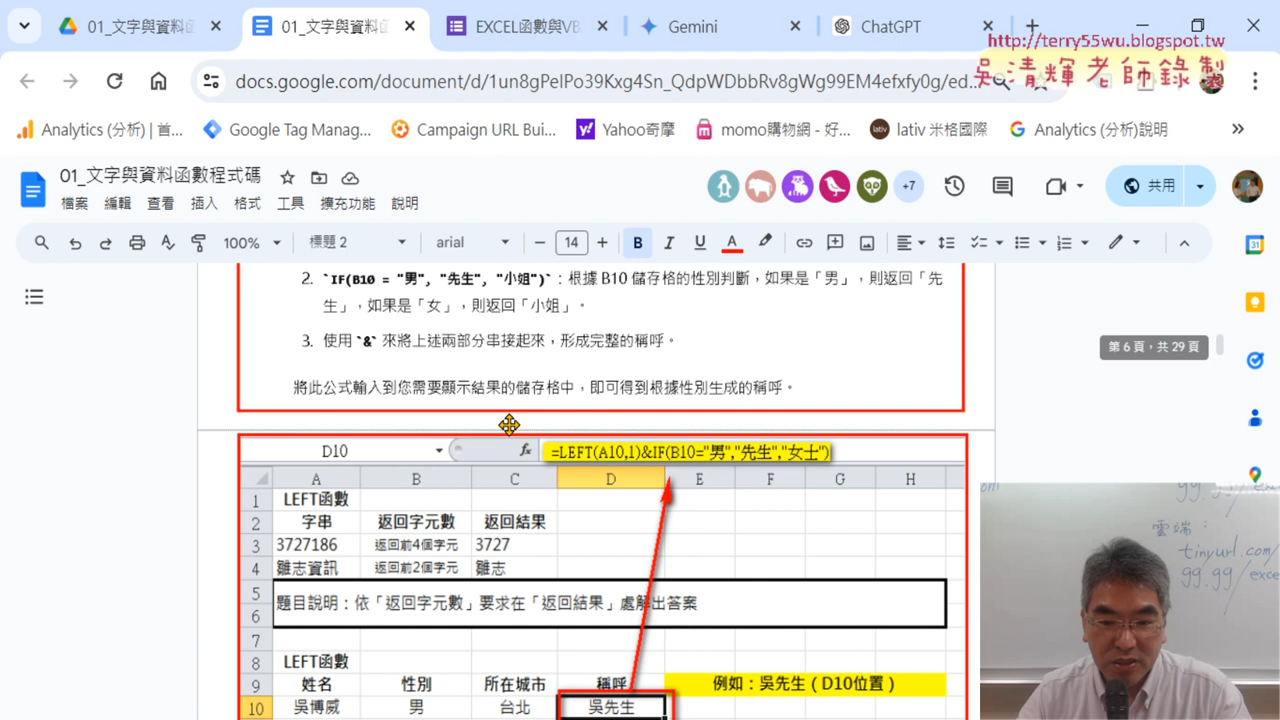 01_文字與資料函
01_文字與資料函
EXCEL函數與VB
Gemini
ChatGPT
http://terry55wu.blogspot.tw
吳清輝老師錄製
docs.google.com/document/d/1un8gPelPo39Kxg4Sn_QdpWDbbRv8gWg99EM4efxfy0g/ed...
Analytics (分析) | 首...
Google Tag Manag...
Campaign URL Bui...
Yahoo奇摩
momo購物網 - 好...
lativ 米格國際
Analytics (分析)說明
01_文字與資料函數程式碼
+7
共用
檔案 編輯 查看 插入 格式 工具 擴充功能 說明
100% 標題 2 arial 14 B I U A
2. `IF(B10 = "男", "先生", "小姐")`：根據 B10 儲存格的性別判斷，如果是「男」，則返回「先
生」，如果是「女」，則返回「小姐」。
3. 使用 `&` 來將上述兩部分串接起來，形成完整的稱呼。
第 6 頁，共 29 頁
將此公式輸入到您需要顯示結果的儲存格中，即可得到根據性別生成的稱呼。
D10 fx =LEFT(A10,1)&IF(B10="男","先生","女士")
A B C D E F G H
1 LEFT函數
2 字串 返回字元數 返回結果
3 3727186 返回前4個字元 3727
4 雛志資訊 返回前2個字元 雛志
5
題目說明：依「返回字元數」要求在「返回結果」處解出答案
6
7
8 LEFT函數
9 姓名 性別 所在城市 稱呼 例如：吳先生（D10位置）
10 吳博威 男 台北 吳先生
雲端：
tinyurl.com/
gg.gg/exce